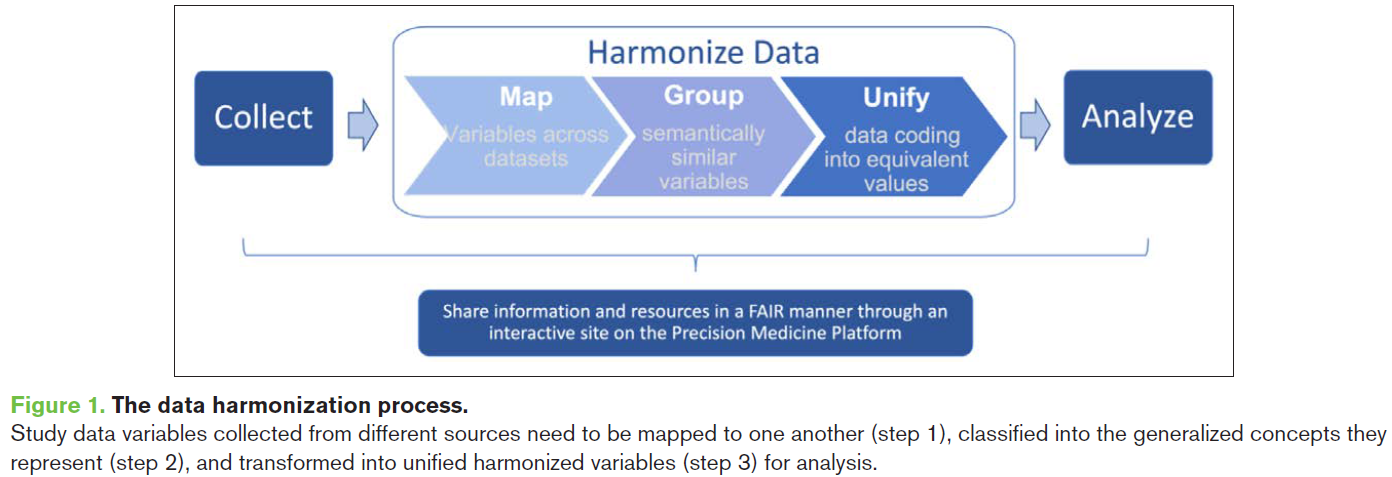 Harmonize Data
Collect
Map
Variables across
datasets
Group
semantically
similar
variables
Unify
data coding
into equivalent
values
Analyze
Share information and resources in a FAIR manner through an
interactive site on the Precision Medicine Platform
Figure 1. The data harmonization process.
Study data variables collected from different sources need to be mapped to one another (step 1), classified into the generalized concepts they
represent (step 2), and transformed into unified harmonized variables (step 3) for analysis.